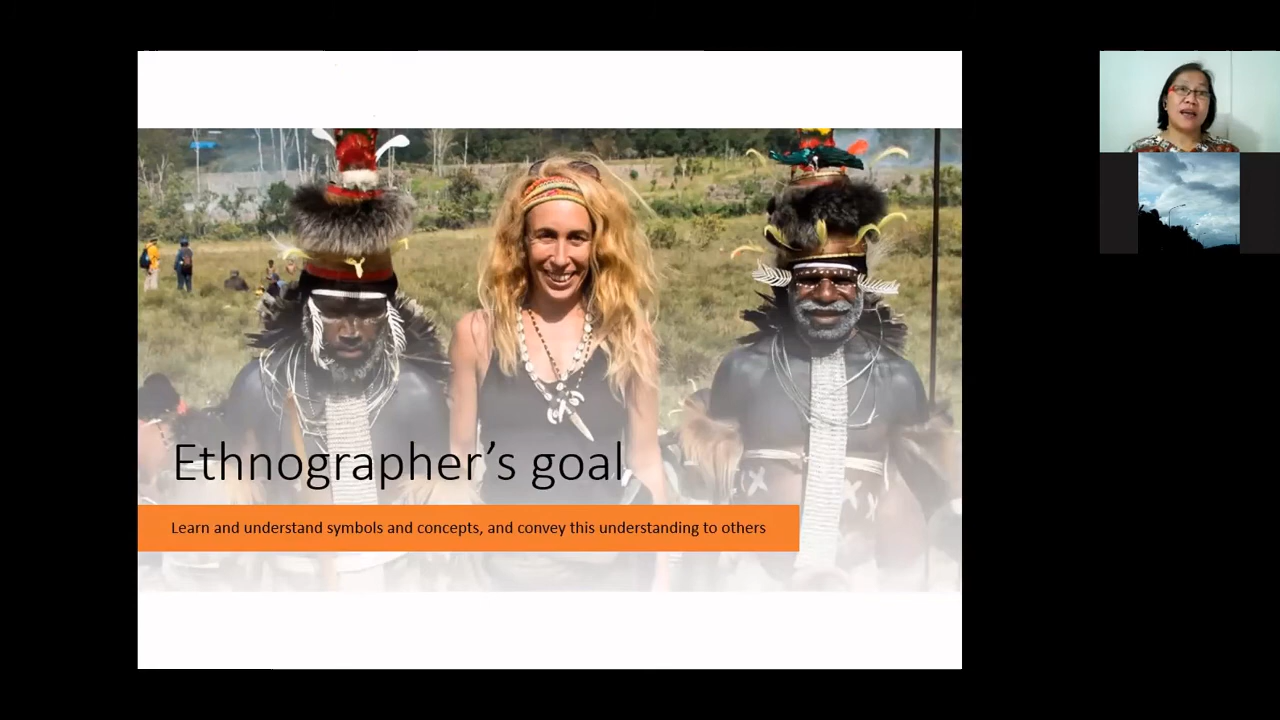 Ethnographer’s goal
Learn and understand symbols and concepts, and convey this understanding to others